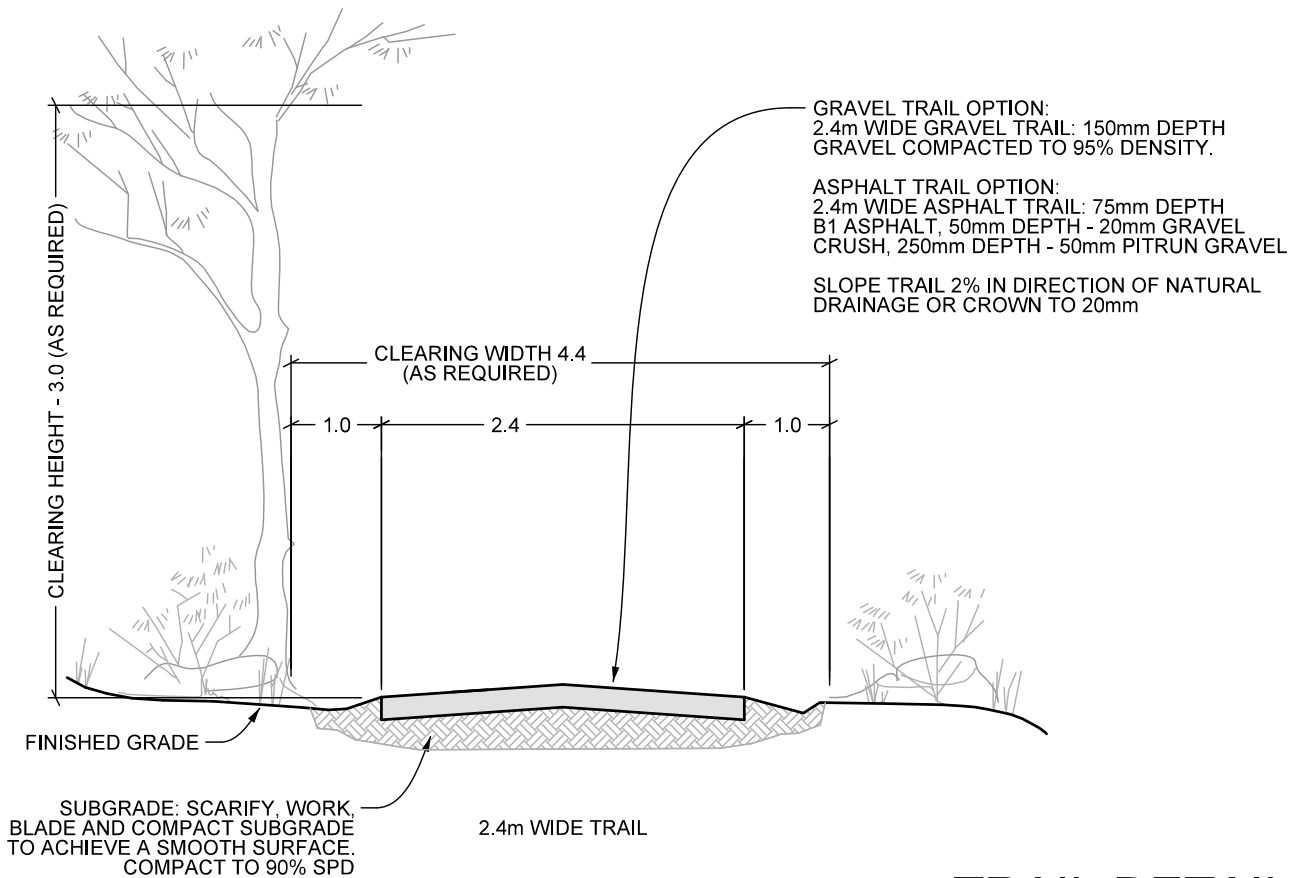 GRAVEL TRAIL OPTION:
2.4m WIDE GRAVEL TRAIL: 150mm DEPTH
GRAVEL COMPACTED TO 95% DENSITY.
ASPHALT TRAIL OPTION:
2.4m WIDE ASPHALT TRAIL: 75mm DEPTH
B1 ASPHALT, 50mm DEPTH - 20mm GRAVEL
CRUSH, 250mm DEPTH - 50mm PITRUN GRAVEL
SLOPE TRAIL 2% IN DIRECTION OF NATURAL
DRAINAGE OR CROWN TO 20mm
CLEARING HEIGHT - 3.0 (AS REQUIRED)
CLEARING WIDTH 4.4
(AS REQUIRED)
1.0
2.4
1.0
FINISHED GRADE
SUBGRADE: SCARIFY, WORK,
BLADE AND COMPACT SUBGRADE
TO ACHIEVE A SMOOTH SURFACE.
COMPACT TO 90% SPD
2.4m WIDE TRAIL
TRAIL DETAIL